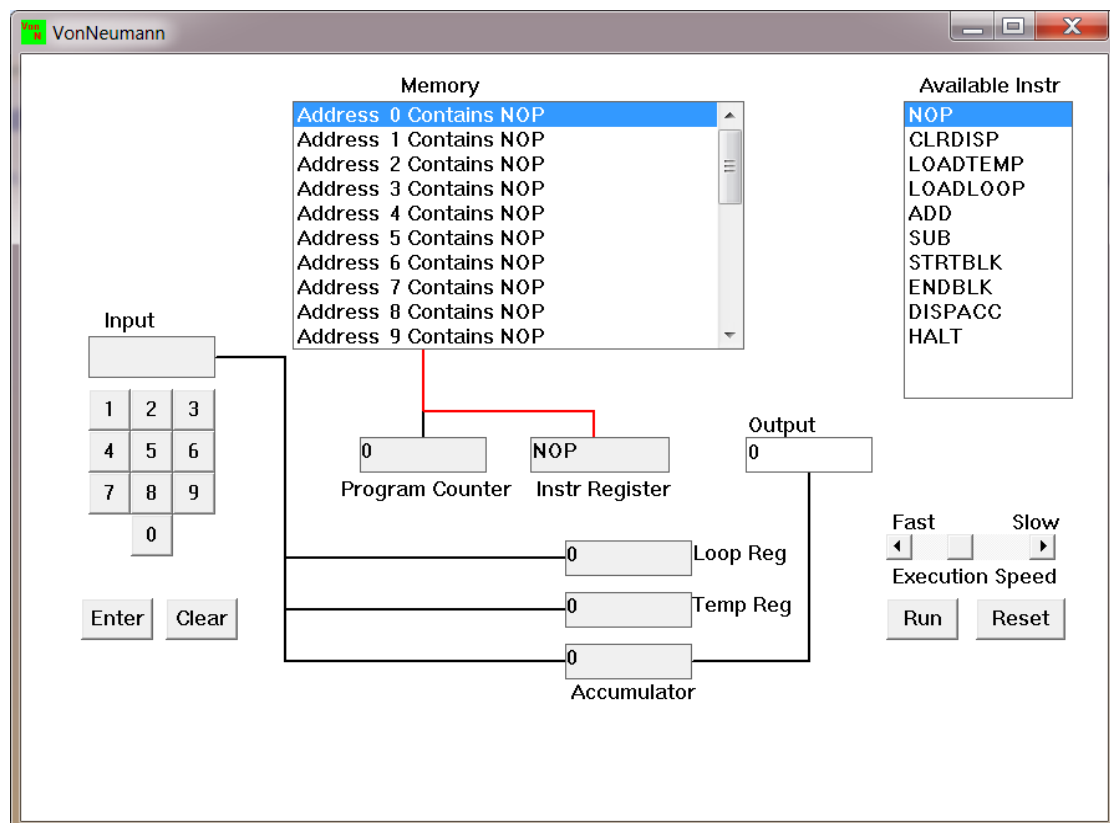 Von N VonNeumann
Memory
Address 0 Contains NOP
Address 1 Contains NOP
Address 2 Contains NOP
Address 3 Contains NOP
Address 4 Contains NOP
Address 5 Contains NOP
Address 6 Contains NOP
Address 7 Contains NOP
Address 8 Contains NOP
Address 9 Contains NOP
Available Instr
NOP
CLRDISP
LOADTEMP
LOADLOOP
ADD
SUB
STRTBLK
ENDBLK
DISPACC
HALT
Input
1 2 3
4 5 6
7 8 9
0
Enter Clear
0
Program Counter
NOP
Instr Register
Output
0
0 Loop Reg
0 Temp Reg
0
Accumulator
Fast Slow
Execution Speed
Run Reset